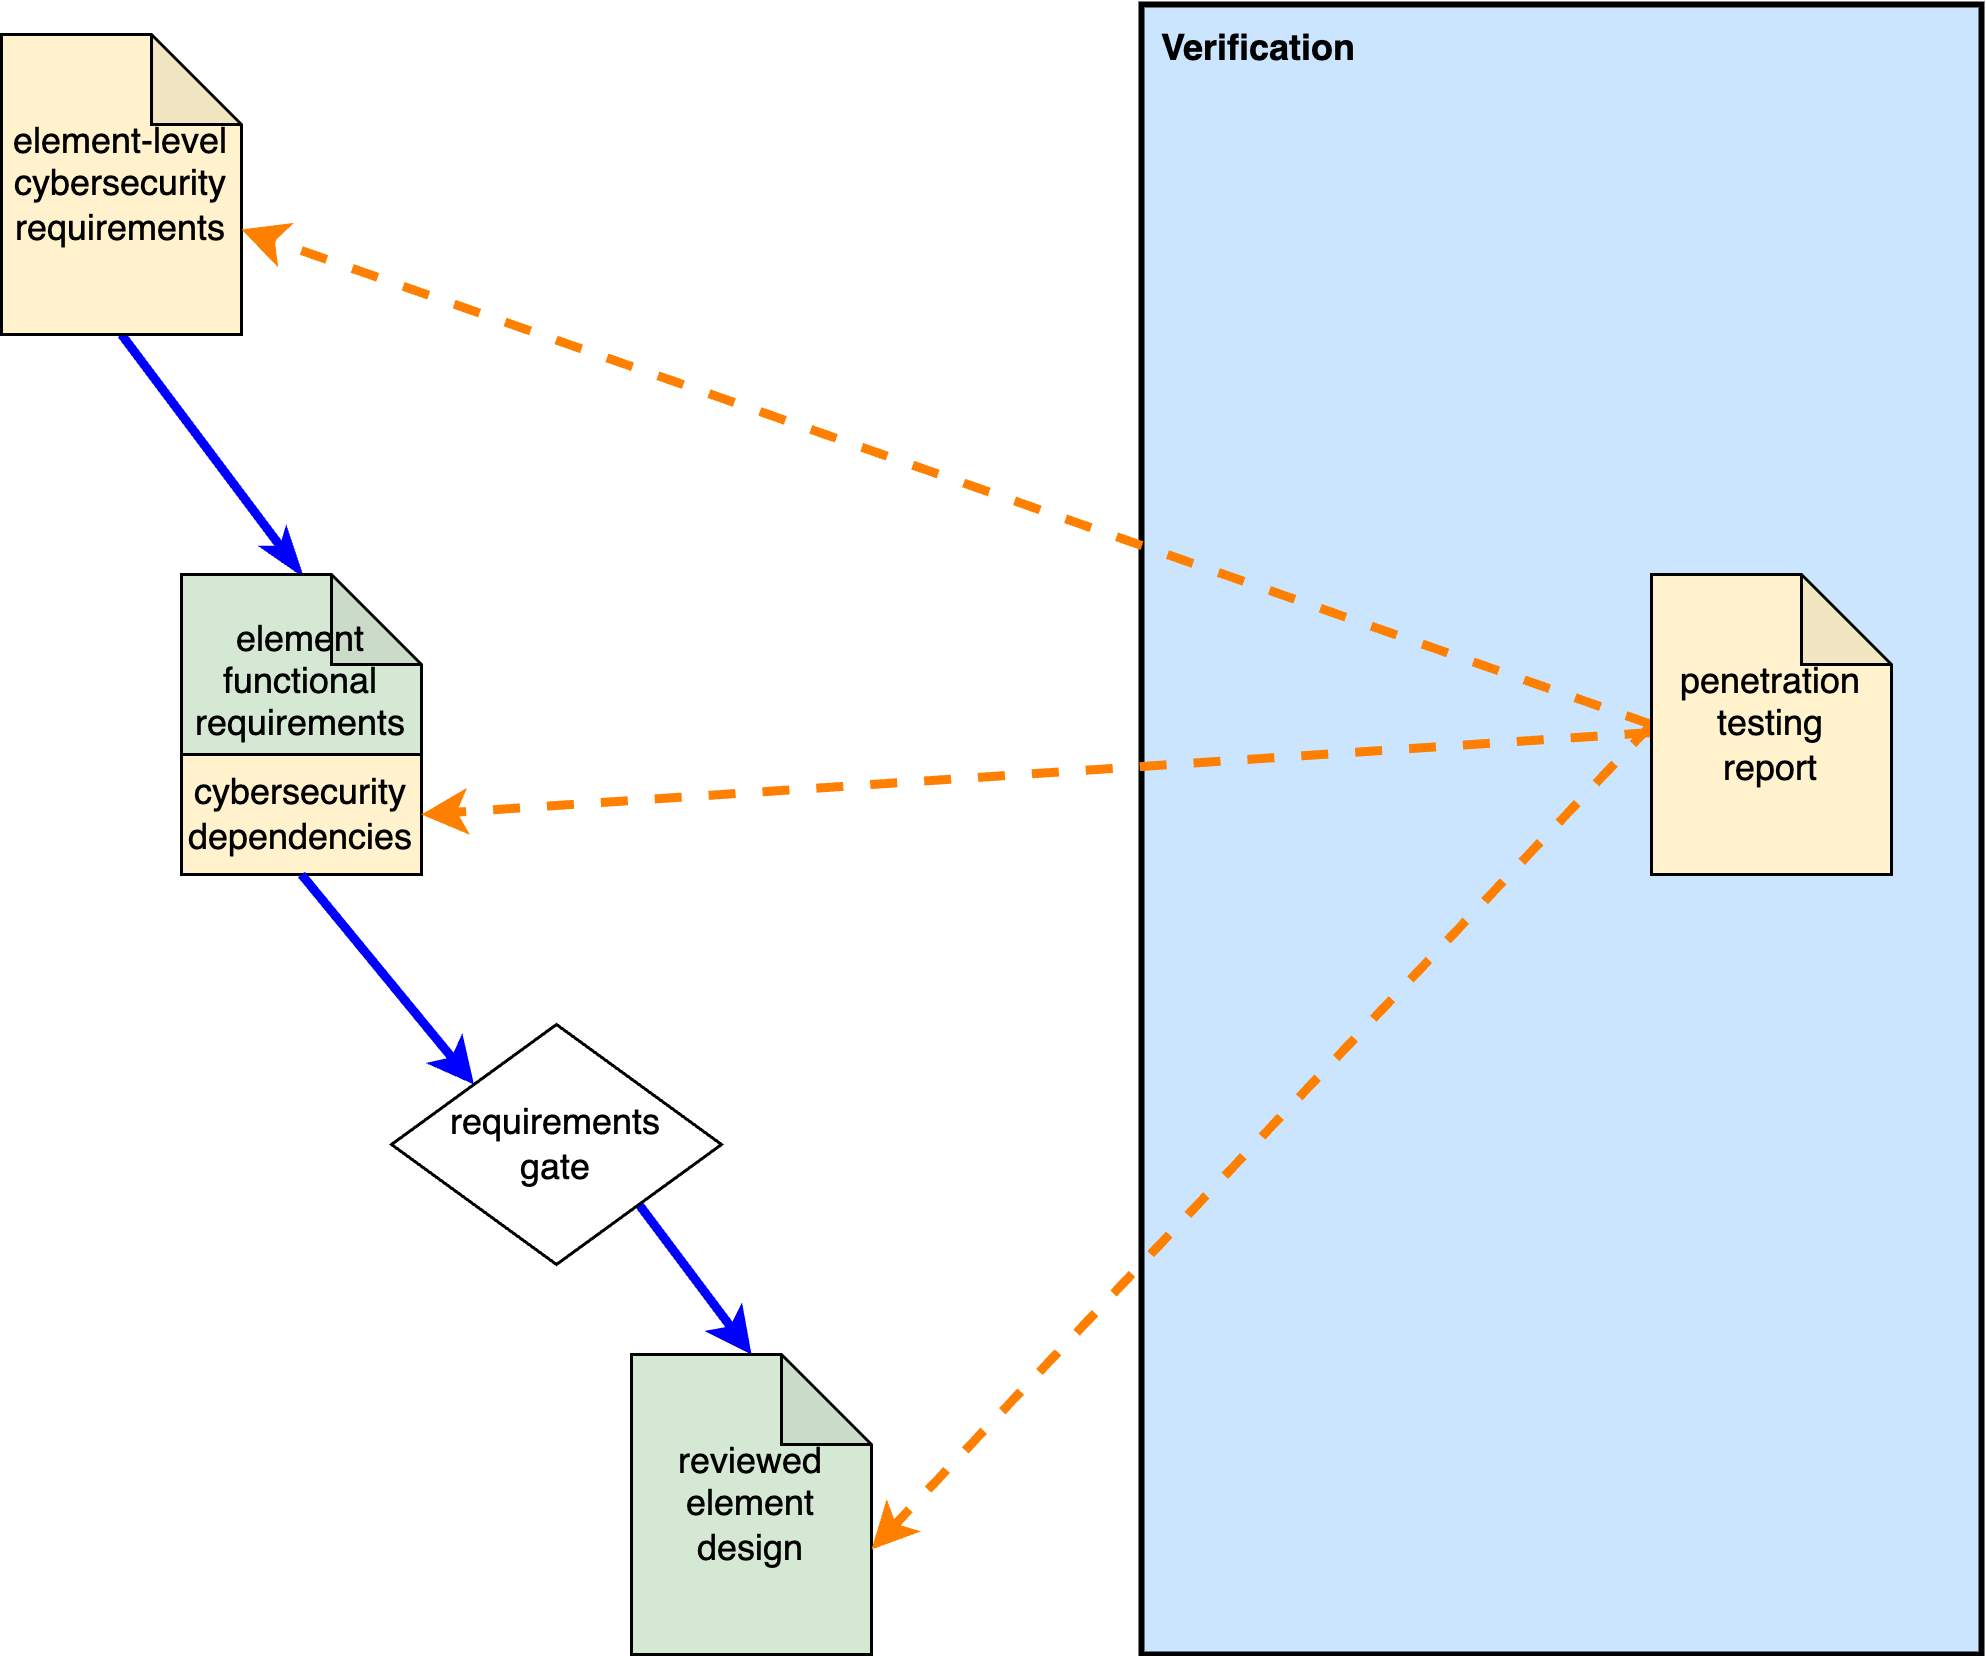 Verification
element-level
cybersecurity
requirements
element
functional
requirements
cybersecurity
dependencies
penetration
testing
report
requirements
gate
reviewed
element
design